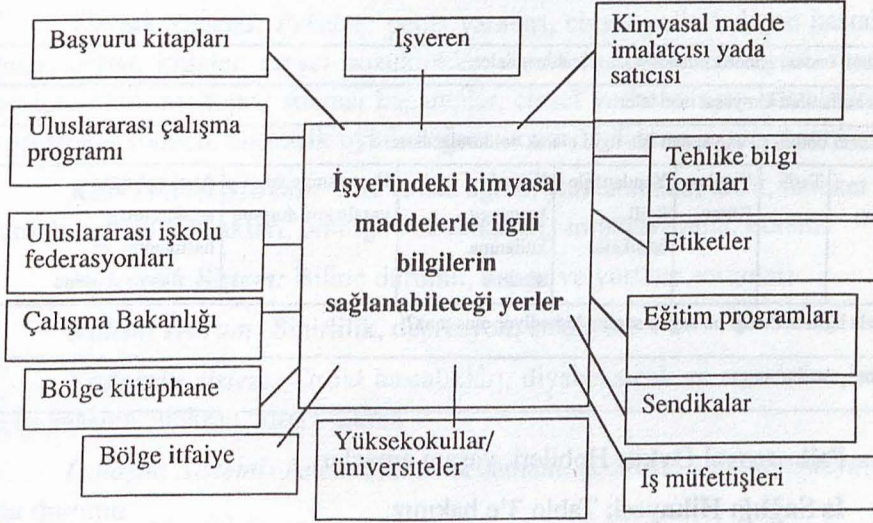 Başvuru kitapları
İşveren
Kimyasal madde
imalatçısı yada
satıcısı
Uluslararası çalışma
programı
Uluslararası işkolu
federasyonları
Çalışma Bakanlığı
Bölge kütüphane
Bölge itfaiye
İşyerindeki kimyasal
maddelerle ilgili
bilgilerin
sağlanabileceği yerler
Tehlike bilgi
formları
Etiketler
Eğitim programları
Sendikalar
İş müfettişleri
Yüksekokullar/
üniversiteler